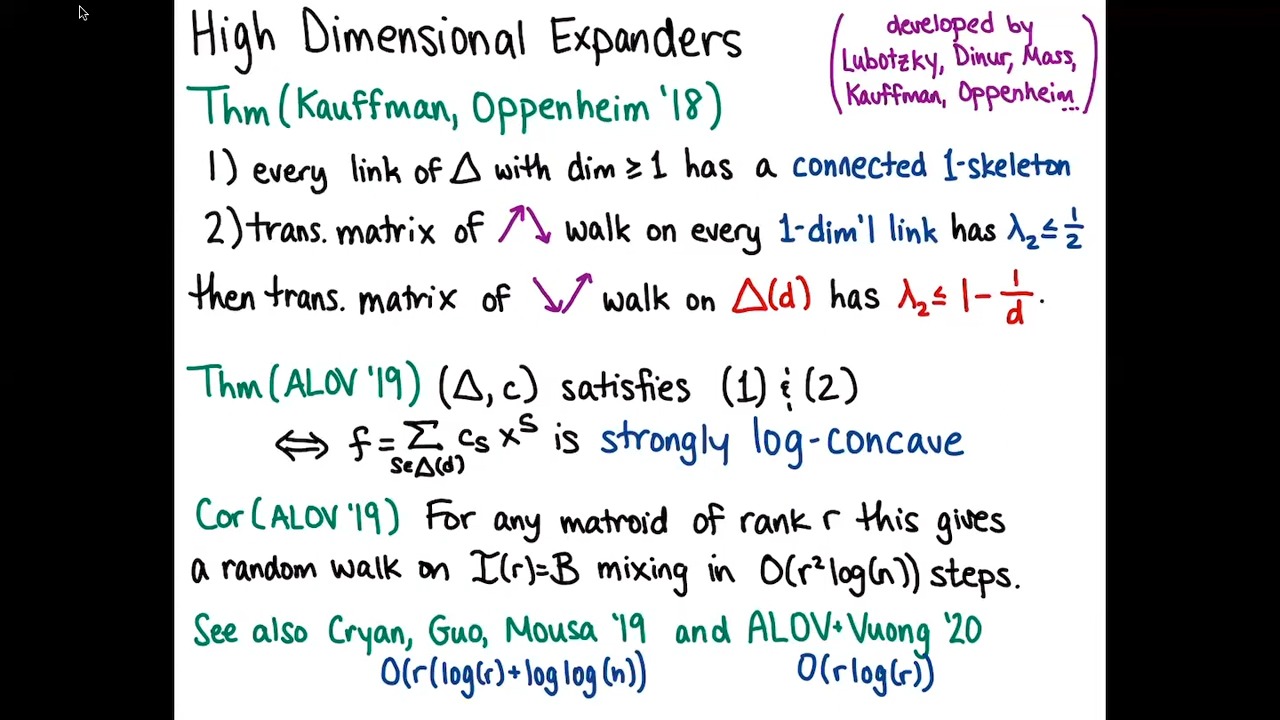 High Dimensional Expanders
(developed by
Lubotzky, Dinur, Mass,
Kauffman, Oppenheim...)
Thm (Kauffman, Oppenheim '18)
1) every link of Δ with dim ≥ 1 has a connected 1-skeleton
2) trans. matrix of ↗↘ walk on every 1-dim'l link has λ₂ ≤ 1/2
then trans. matrix of ↘↗ walk on Δ(d) has λ₂ ≤ 1 - 1/d.
Thm (ALOV '19) (Δ, c) satisfies (1) & (2)
⟺ f = Σ_{S∈Δ(d)} c_S x^S is strongly log-concave
Cor (ALOV '19) For any matroid of rank r this gives
a random walk on I(r)=B mixing in O(r² log(n)) steps.
See also Cryan, Guo, Mousa '19 and ALOV+Vuong '20
O(r(log(r)+log log(n)) O(r log(r))